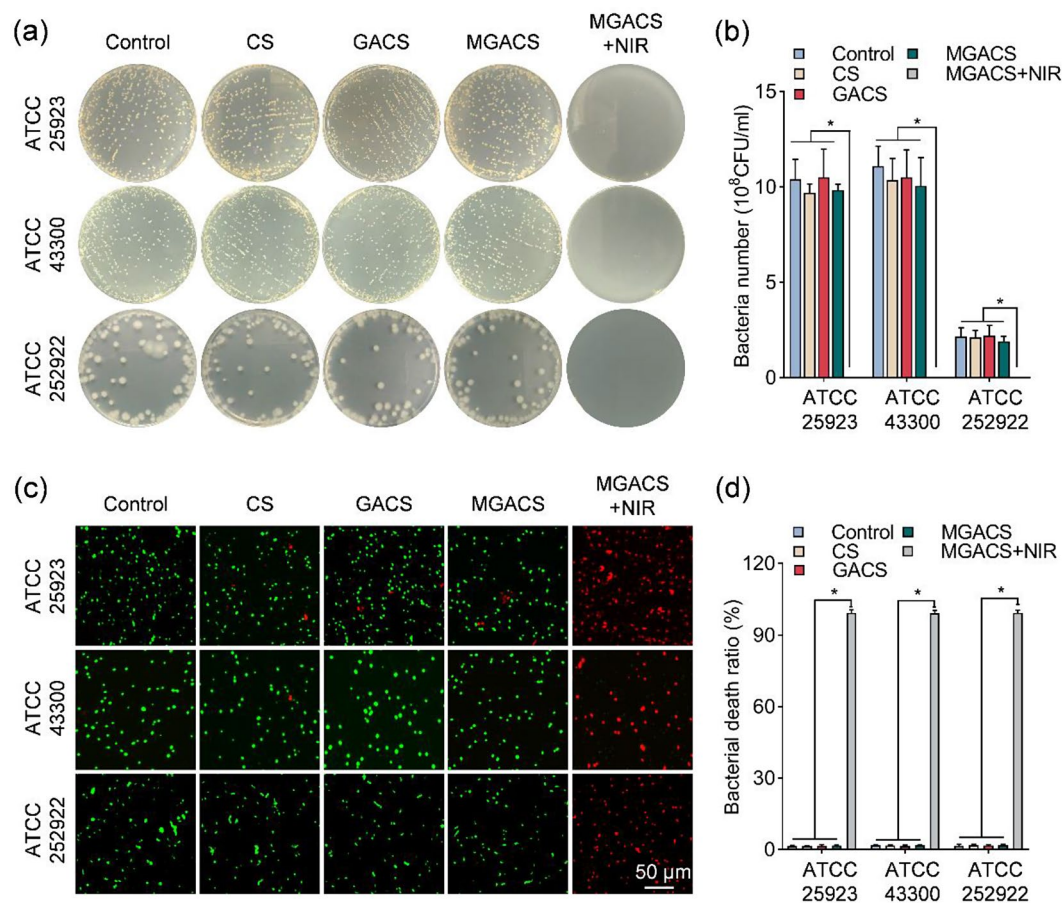 (a)
Control
CS
GACS
MGACS
MGACS
+NIR
ATCC
25923
ATCC
43300
ATCC
252922
(b)
Control
CS
GACS
MGACS
MGACS+NIR
Bacteria number (10⁸CFU/ml)
15
10
5
0
*
*
*
ATCC
25923
ATCC
43300
ATCC
252922
(c)
Control
CS
GACS
MGACS
MGACS
+NIR
ATCC
25923
ATCC
43300
ATCC
252922
50 μm
(d)
Control
CS
GACS
MGACS
MGACS+NIR
Bacterial death ratio (%)
120
90
60
30
0
*
*
*
ATCC
25923
ATCC
43300
ATCC
252922